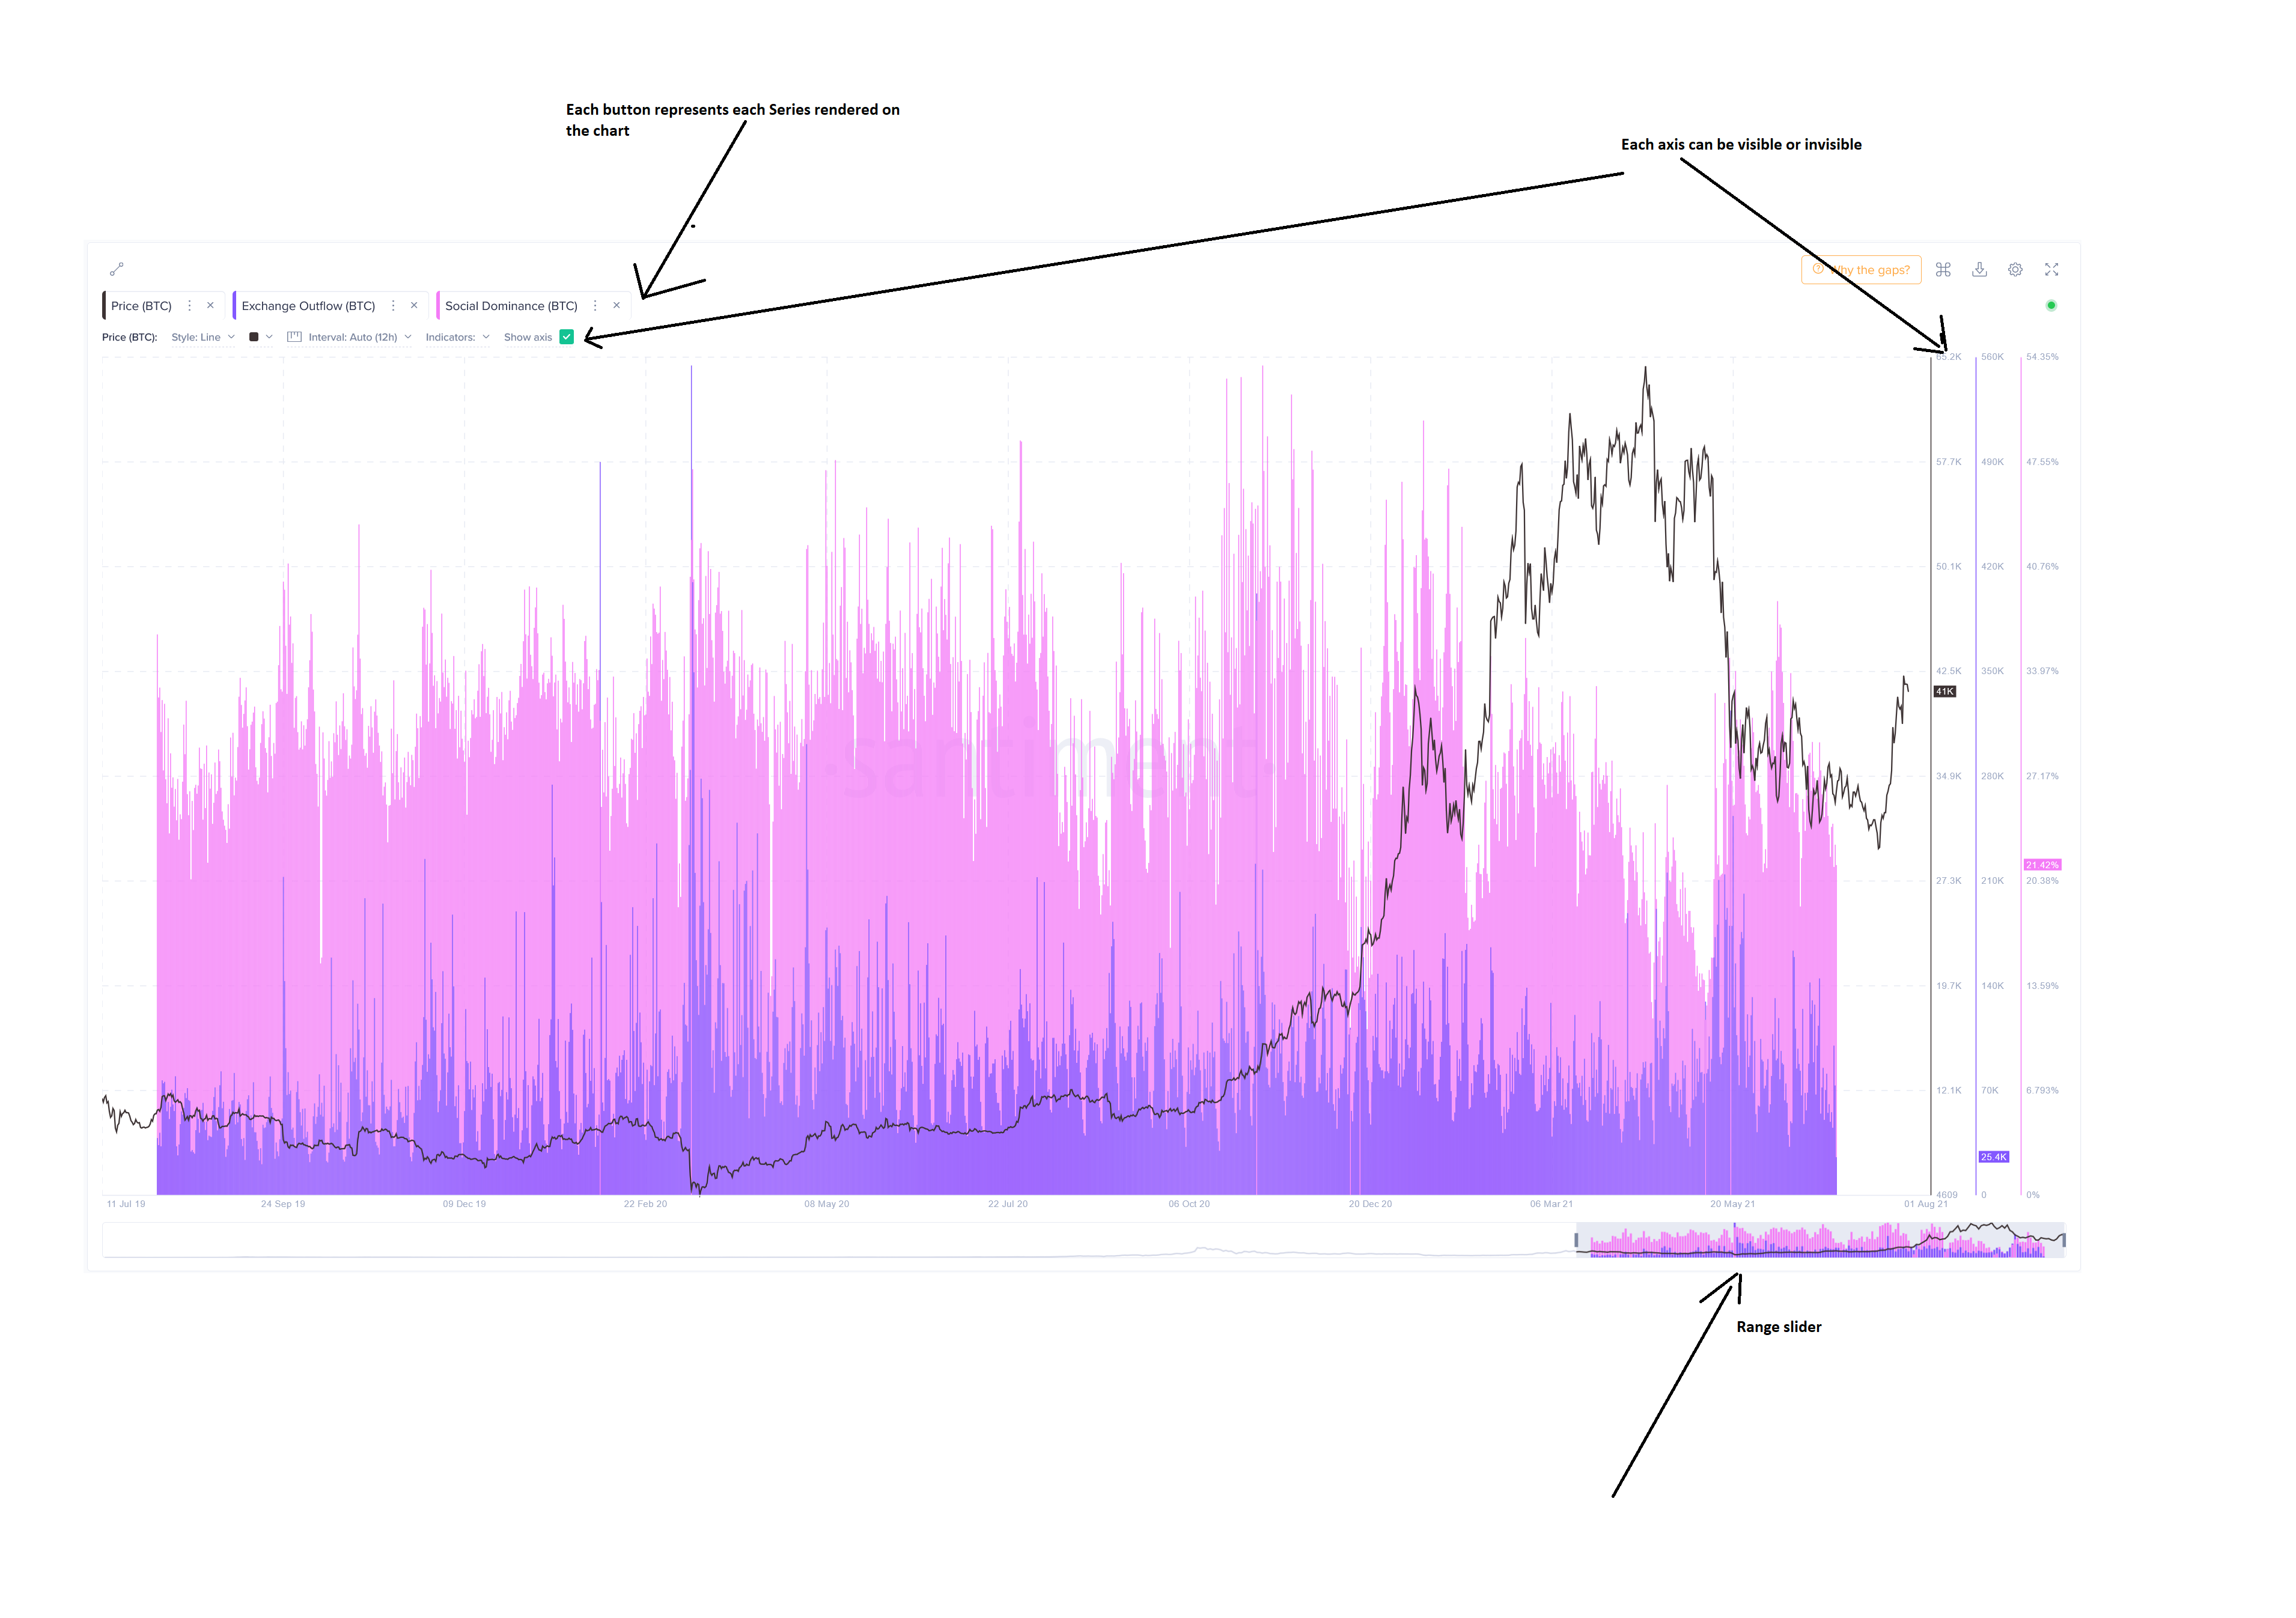 Each button represents each Series rendered on
the chart
Each axis can be visible or invisible
Why the gaps?
Price (BTC)
Exchange Outflow (BTC)
Social Dominance (BTC)
Price (BTC): Style: Line Interval: Auto (12h) Indicators: Show axis
65.2K 560K 54.35%
57.7K 490K 47.55%
50.1K 420K 40.76%
42.5K 350K 33.97%
41K
·santiment·
34.9K 280K 27.17%
21.42%
27.3K 210K 20.38%
19.7K 140K 13.59%
12.1K 70K 6.793%
25.4K
4609 0 0%
11 Jul 19 24 Sep 19 09 Dec 19 22 Feb 20 08 May 20 22 Jul 20 06 Oct 20 20 Dec 20 06 Mar 21 20 May 21 01 Aug 21
Range slider